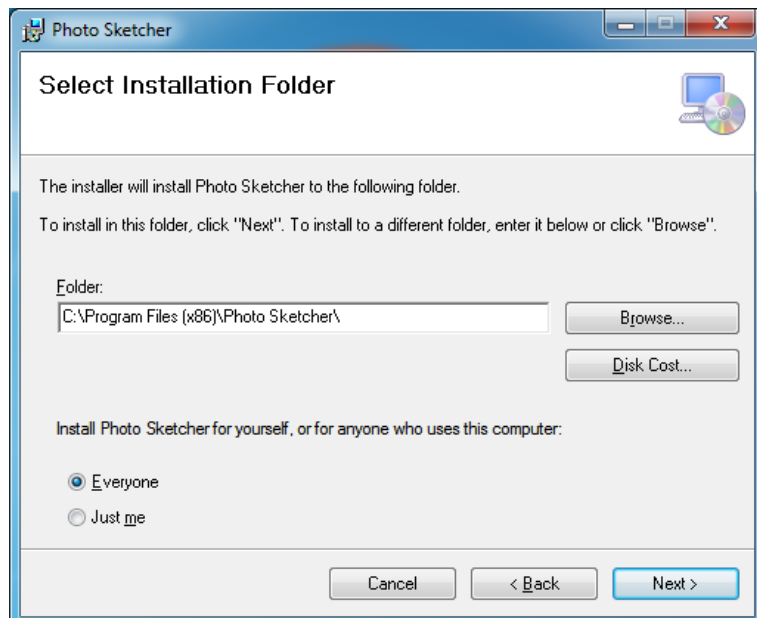 Photo Sketcher
Select Installation Folder
The installer will install Photo Sketcher to the following folder.
To install in this folder, click "Next". To install to a different folder, enter it below or click "Browse".
Folder:
C:\Program Files (x86)\Photo Sketcher\
Browse...
Disk Cost...
Install Photo Sketcher for yourself, or for anyone who uses this computer:
Everyone
Just me
Cancel
< Back
Next >